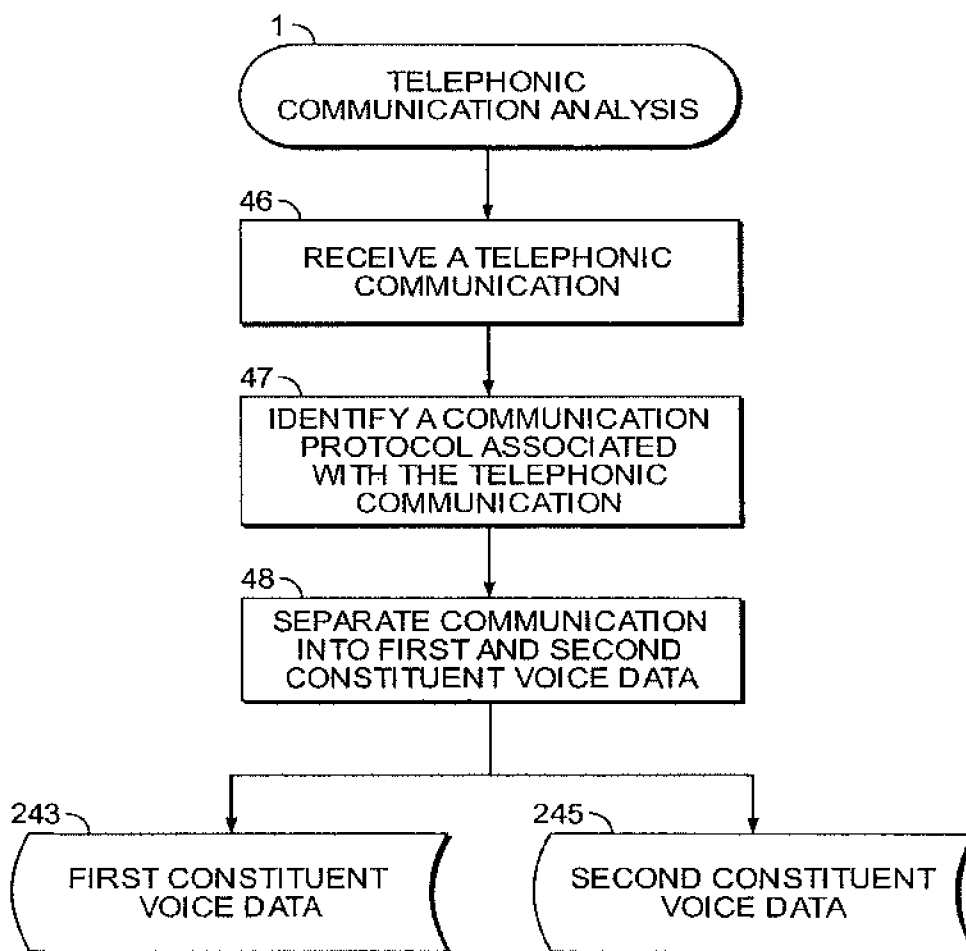 1
TELEPHONIC
COMMUNICATION ANALYSIS
46
RECEIVE A TELEPHONIC
COMMUNICATION
47
IDENTIFY A COMMUNICATION
PROTOCOL ASSOCIATED
WITH THE TELEPHONIC
COMMUNICATION
48
SEPARATE COMMUNICATION
INTO FIRST AND SECOND
CONSTITUENT VOICE DATA
243
FIRST CONSTITUENT
VOICE DATA
245
SECOND CONSTITUENT
VOICE DATA